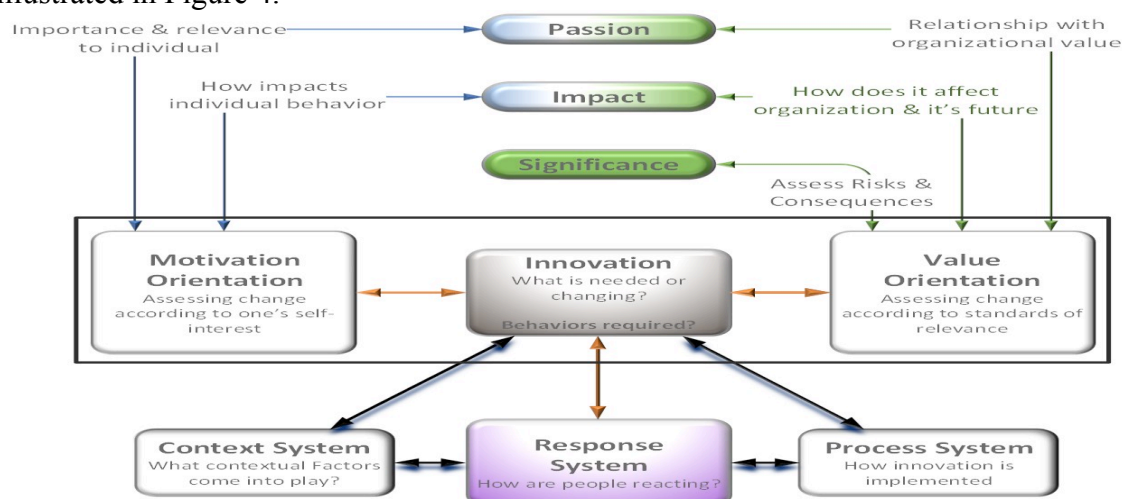 illustrated in Figure 4.
Importance & relevance
to individual
Passion
Relationship with
organizational value
How impacts
individual behavior
Impact
How does it affect
organization & it's future
Significance
Assess Risks &
Consequences
Motivation
Orientation
Assessing change
according to one's self-
interest
Innovation
What is needed or
changing?
Behaviors required?
Value
Orientation
Assessing change
according to standards of
relevance
Context System
What contextual Factors
come into play?
Response
System
How are people reacting?
Process System
How innovation is
implemented